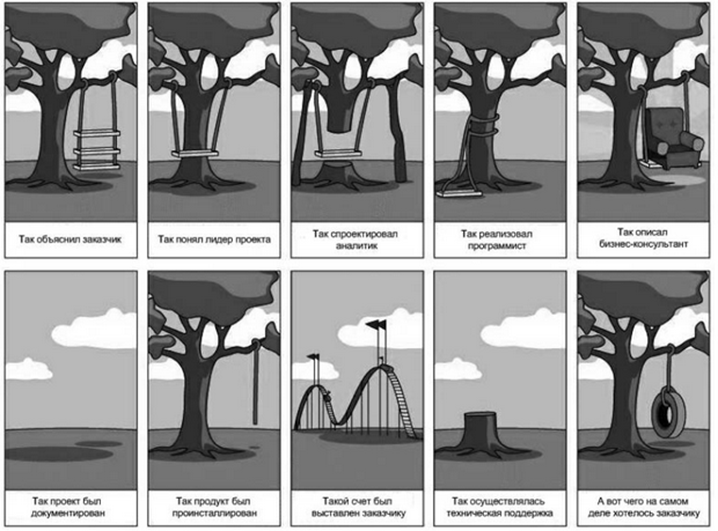 Так объяснил заказчик
Так понял лидер проекта
Так спроектировал
аналитик
Так реализовал
программист
Так описал
бизнес-консультант
Так проект был
документирован
Так продукт был
проинсталлирован
Такой счет был
выставлен заказчику
Так осуществлялась
техническая поддержка
А вот чего на самом
деле хотелось заказчику